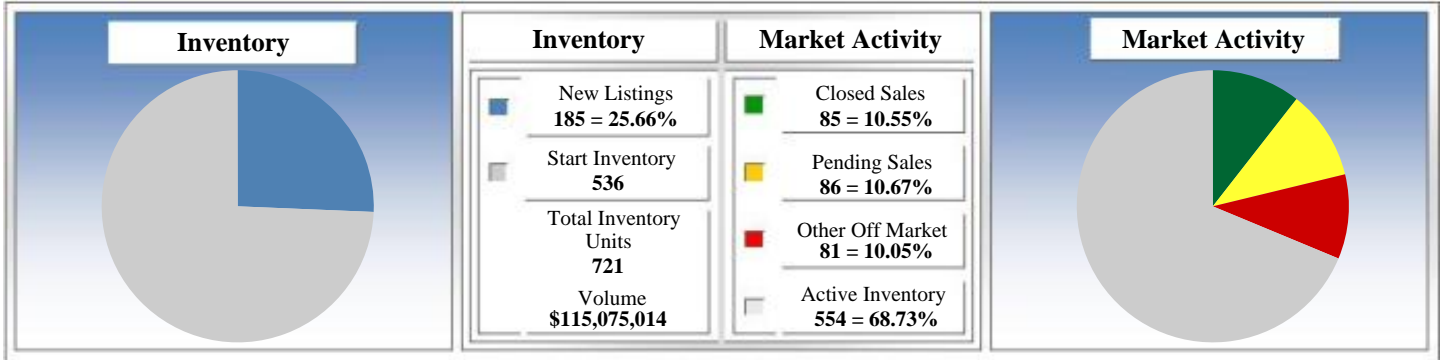 Inventory
Inventory
Market Activity
New Listings
185 = 25.66%
Start Inventory
536
Total Inventory
Units
721
Volume
$115,075,014
Closed Sales
85 = 10.55%
Pending Sales
86 = 10.67%
Other Off Market
81 = 10.05%
Active Inventory
554 = 68.73%
Market Activity